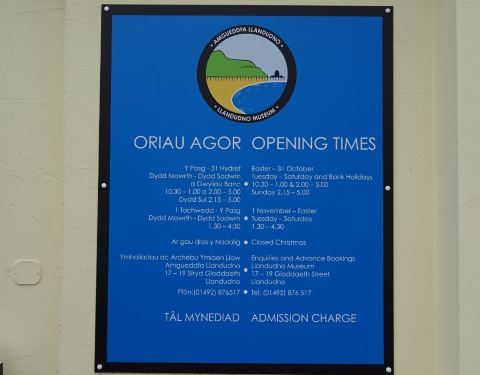 AMGUEDDFA LLANDUDNO
LLANDUDNO MUSEUM
ORIAU AGOR
Y Pasg - 31 Hydref
Dydd Mawrth - Dydd Sadwrn
a Gwyliau Banc
10.30 - 1.00 a 2.00 - 5.00
Dydd Sul 2.15 - 5.00
1 Tachwedd - Y Pasg
Dydd Mawrth - Dydd Sadwrn
1.30 - 4.30
Ar gau dros y Nadolig
Ymholiadau ac Archebu Ymlaen Llaw
Amgueddfa Llandudno
17 - 19 Stryd Gloddaeth
Llandudno
Ffôn:(01492) 876517
TÂL MYNEDIAD
OPENING TIMES
Easter - 31 October
Tuesday - Saturday and Bank Holidays
10.30 - 1.00 & 2.00 - 5.00
Sunday 2.15 - 5.00
1 November - Easter
Tuesday - Saturday
1.30 - 4.30
Closed Christmas
Enquiries and Advance Bookings
Llandudno Museum
17 - 19 Gloddaeth Street
Llandudno
Tel: (01492) 876 517
ADMISSION CHARGE